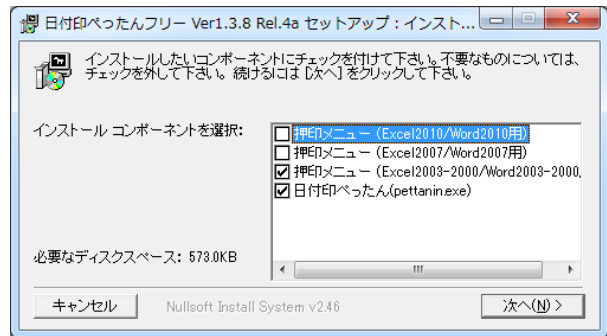 日付印ぺったんフリー Ver1.3.8 Rel.4a セットアップ：インスト...
インストールしたいコンポーネントにチェックを付けて下さい。不要なものについては、
チェックを外して下さい。続けるには [次へ] をクリックして下さい。
インストール コンポーネントを選択:
押印メニュー（Excel2010/Word2010用）
押印メニュー（Excel2007/Word2007用）
押印メニュー（Excel2003-2000/Word2003-2000,
日付印ぺったん(pettanin.exe)
必要なディスクスペース: 573.0KB
キャンセル
Nullsoft Install System v2.46
次へ(N) >